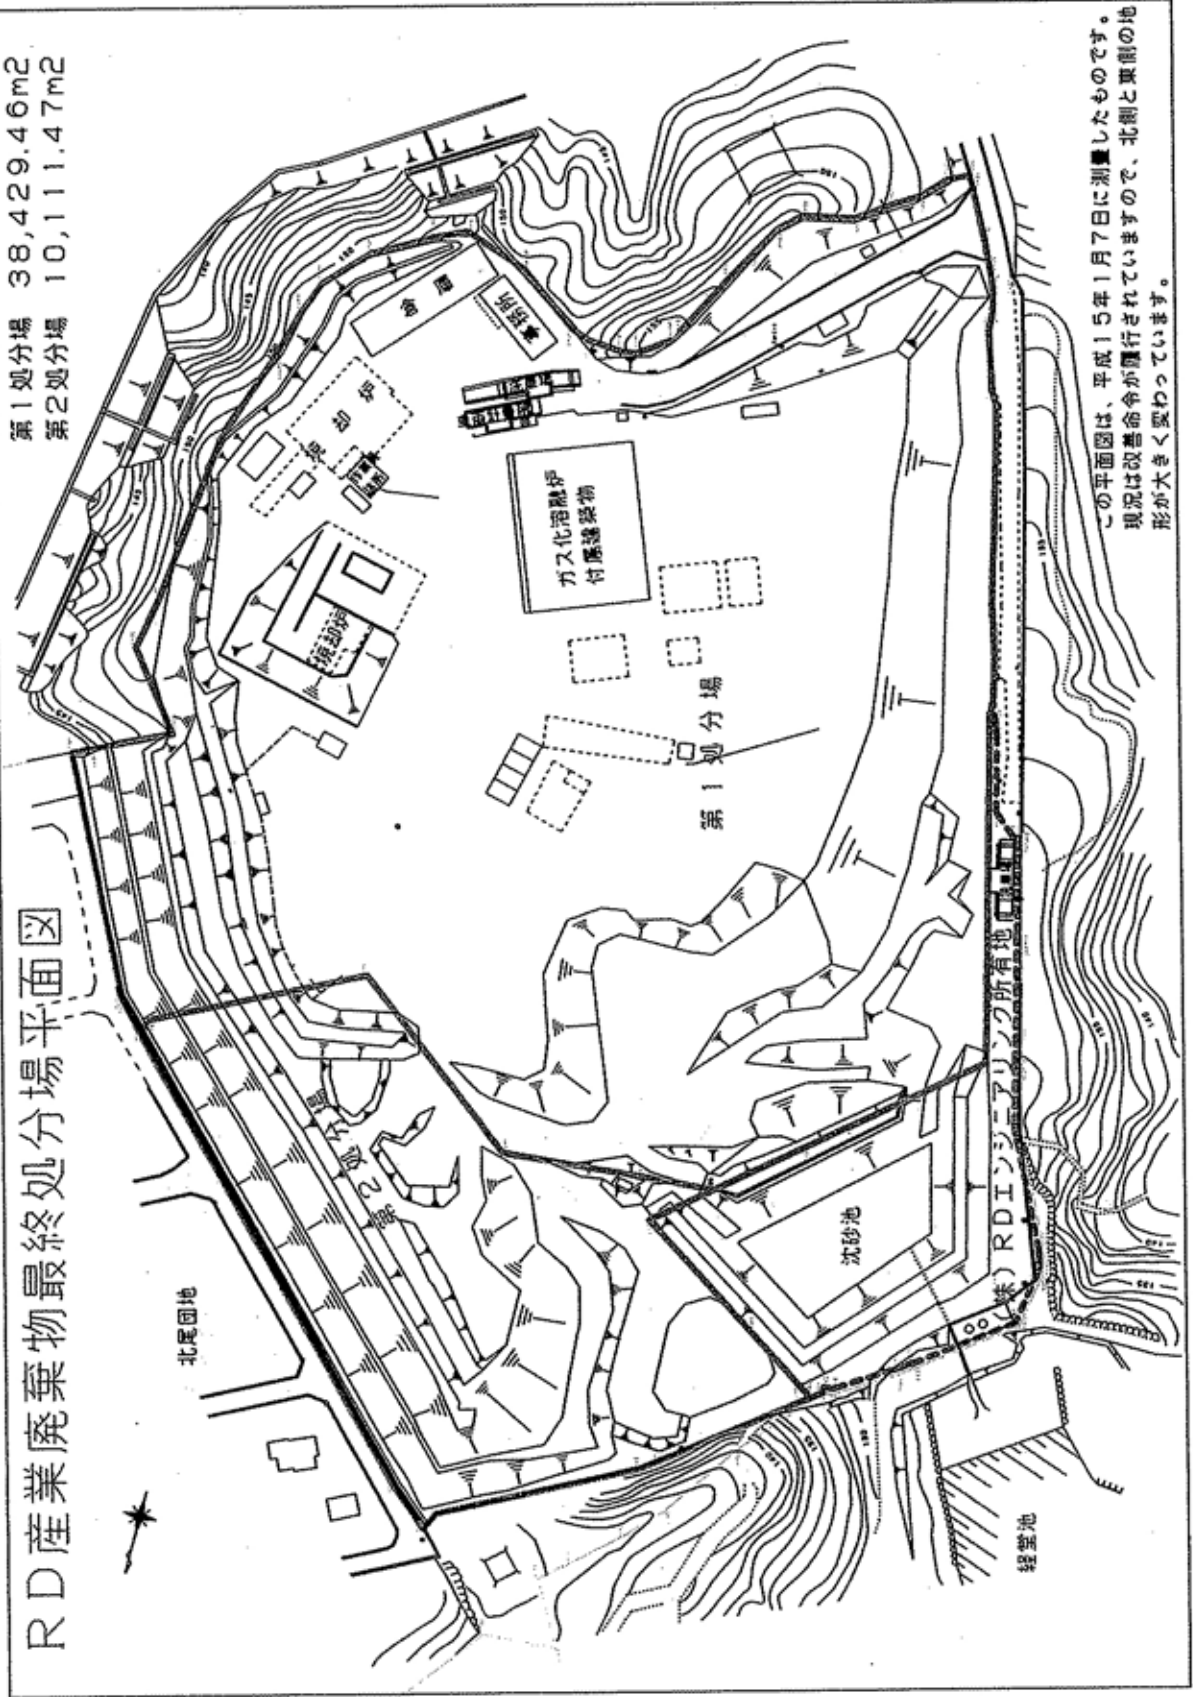 RD産業廃棄物最終処分場平面図
第1処分場 38,429.46m2
第2処分場 10,111.47m2
北尾団地
焼却炉
焼却炉
事務所
ガス化溶融炉
付属建築物
第1処分場
第2処分
沈砂池
(株)RDエンジニアリング所有地
経堂池
この平面図は、平成15年1月7日に測量したものです。
現況は改善命令が履行されていますので、北側と東側の地
形が大きく変わっています。